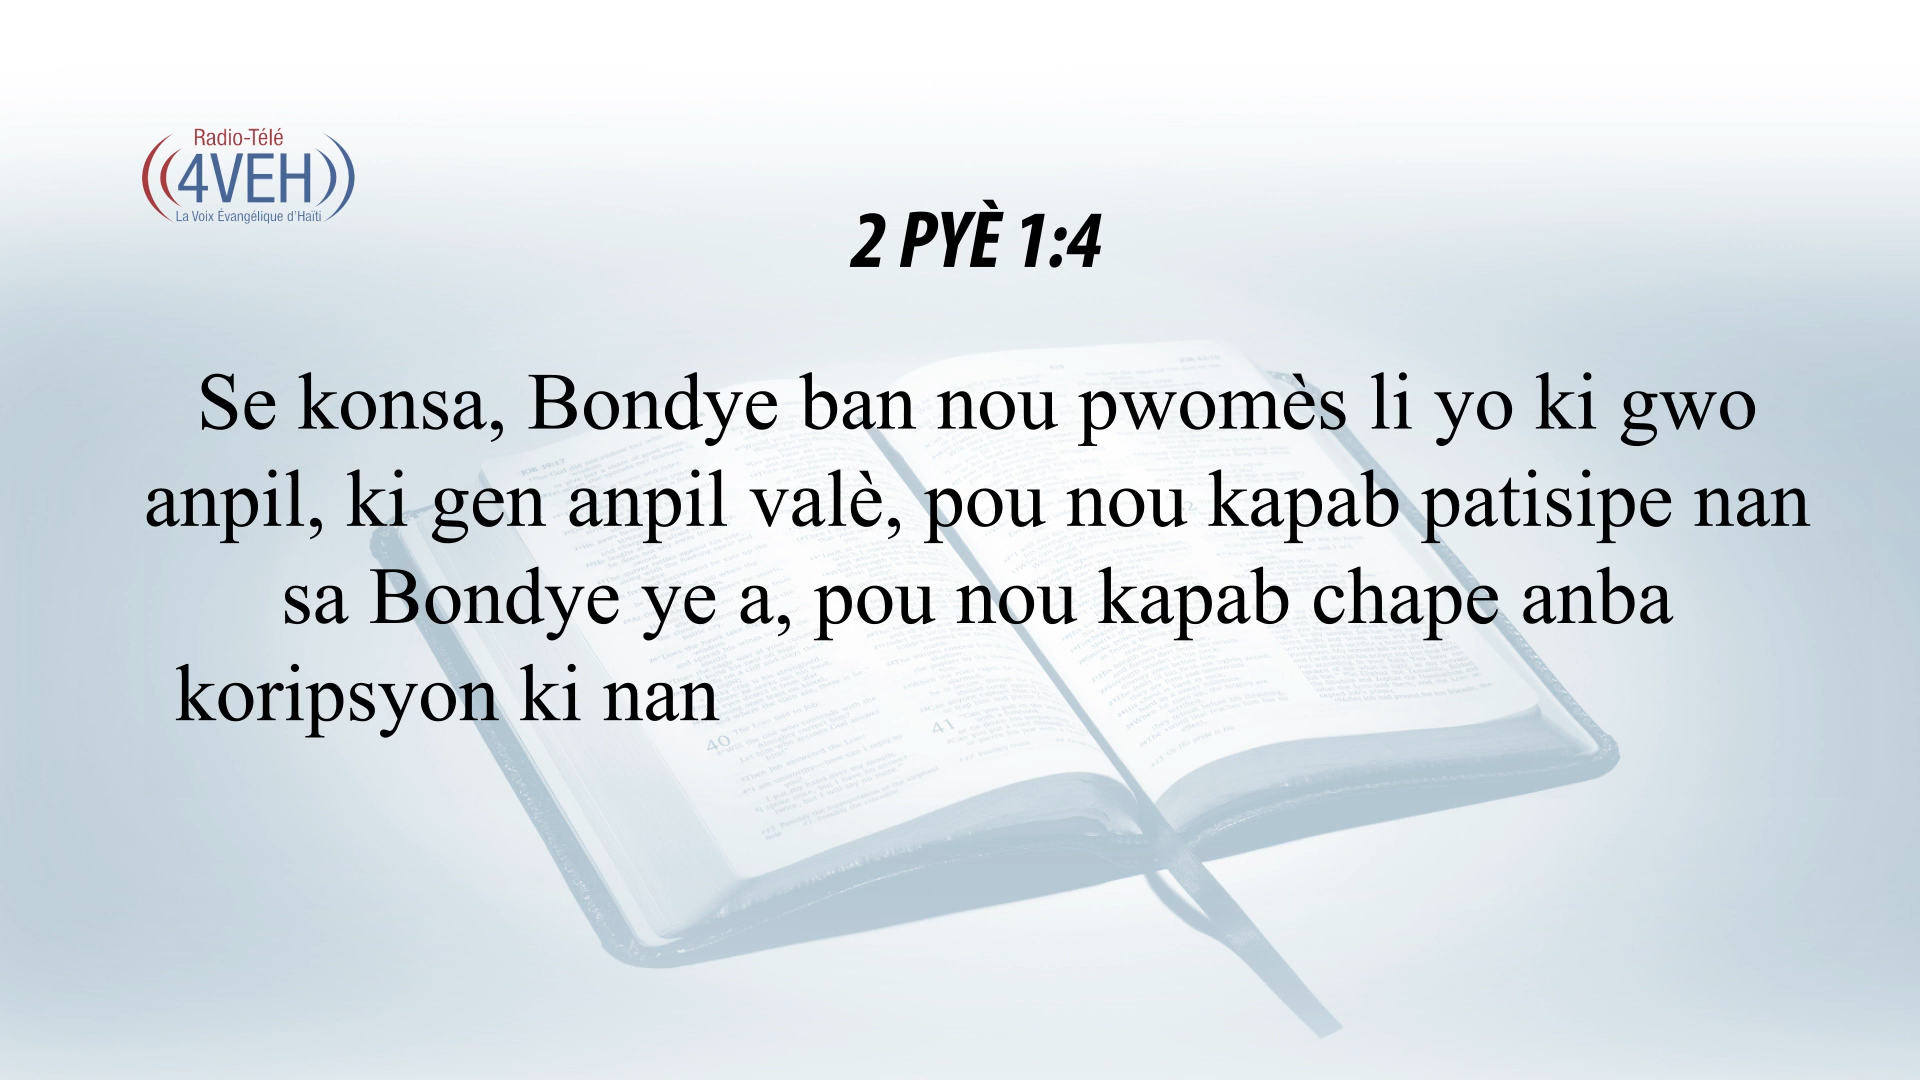 Radio-Télé
4VEH
La Voix Évangélique d'Haïti
2 PYÈ 1:4
Se konsa, Bondye ban nou pwomès li yo ki gwo
anpil, ki gen anpil valè, pou nou kapab patisipe nan
sa Bondye ye a, pou nou kapab chape anba
koripsyon ki nan
40
41